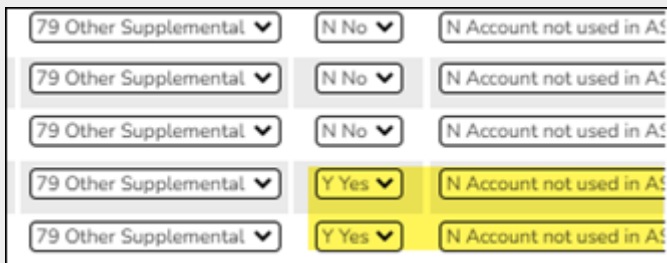 79 Other Supplemental N No N Account not used in AS
79 Other Supplemental N No N Account not used in AS
79 Other Supplemental N No N Account not used in AS
79 Other Supplemental Y Yes N Account not used in AS
79 Other Supplemental Y Yes N Account not used in AS